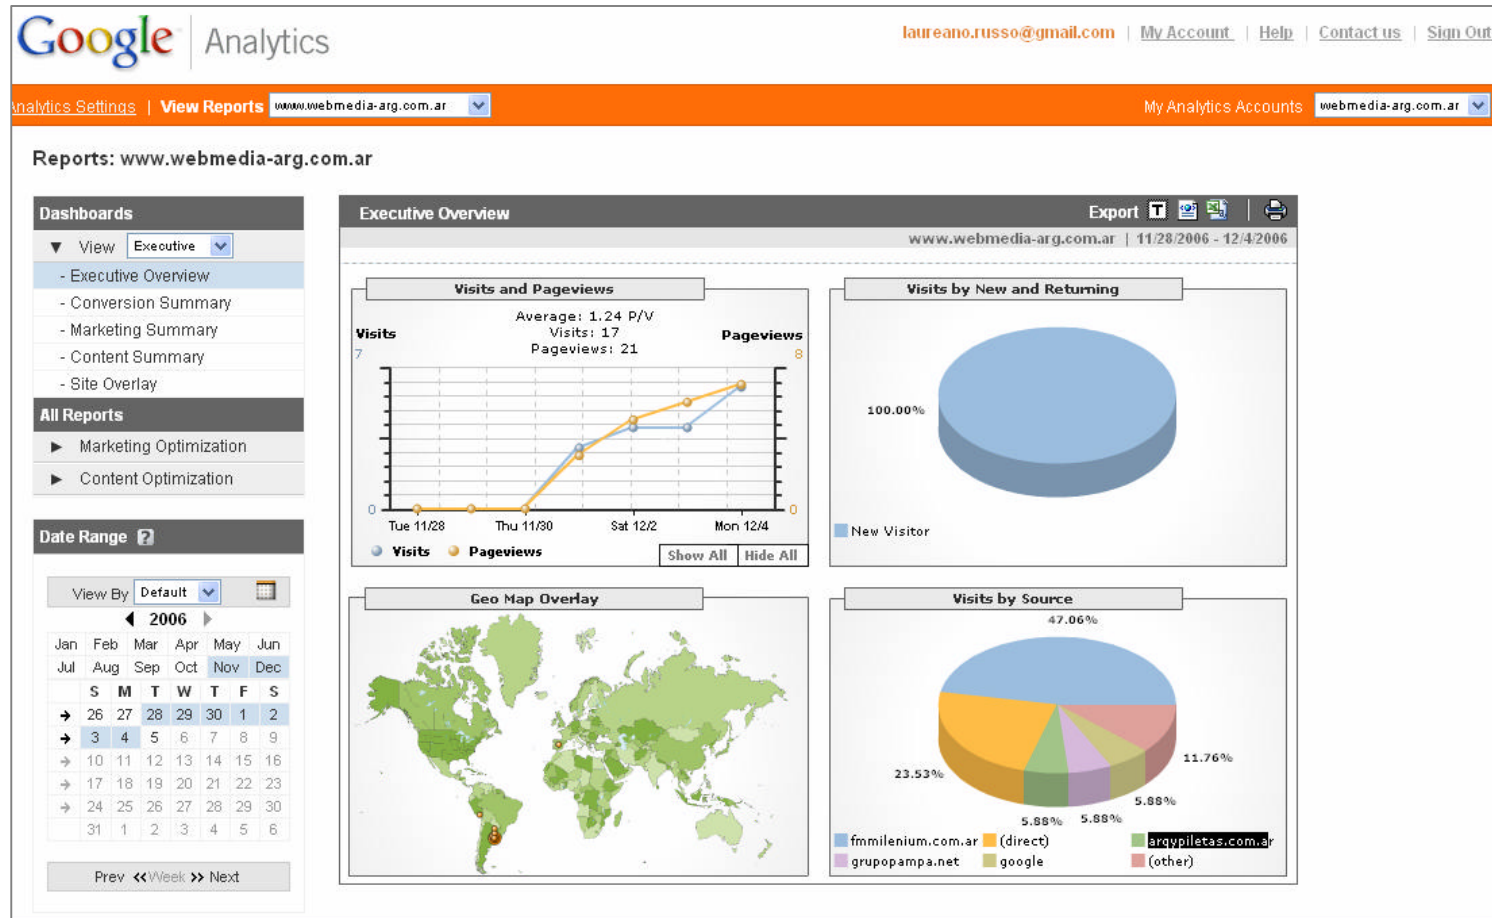 Google Analytics
laureano.russo@gmail.com | My Account | Help | Contact us | Sign Out
Analytics Settings | View Reports www.webmedia-arg.com.ar
My Analytics Accounts webmedia-arg.com.ar
Reports: www.webmedia-arg.com.ar
Dashboards
View Executive
- Executive Overview
- Conversion Summary
- Marketing Summary
- Content Summary
- Site Overlay
All Reports
Marketing Optimization
Content Optimization
Date Range ?
View By Default
2006
Jan Feb Mar Apr May Jun
Jul Aug Sep Oct Nov Dec
S M T W T F S
26 27 28 29 30 1 2
3 4 5 6 7 8 9
10 11 12 13 14 15 16
17 18 19 20 21 22 23
24 25 26 27 28 29 30
31 1 2 3 4 5 6
Prev <<Week>> Next
Executive Overview
Export T
www.webmedia-arg.com.ar | 11/28/2006 - 12/4/2006
Visits and Pageviews
Average: 1.24 P/V
Visits: 17
Pageviews: 21
Visits
Pageviews
7
8
0
0
Tue 11/28 Thu 11/30 Sat 12/2 Mon 12/4
Visits Pageviews
Show All Hide All
Visits by New and Returning
100.00%
New Visitor
Geo Map Overlay
Visits by Source
47.06%
11.76%
23.53%
5.88%
5.88%
5.88%
fmmilenium.com.ar (direct) argypiletas.com.ar
grupopampa.net google (other)